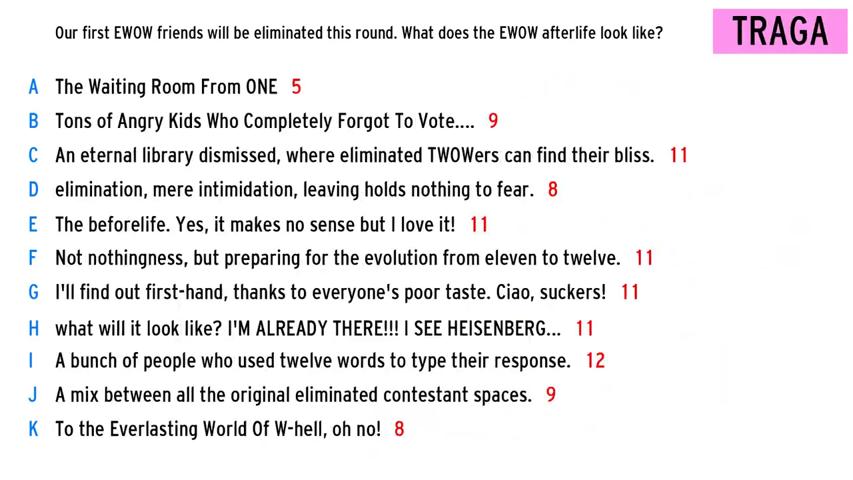 Our first EWOW friends will be eliminated this round. What does the EWOW afterlife look like?
TRAGA
A The Waiting Room From ONE 5
B Tons of Angry Kids Who Completely Forgot To Vote.... 9
C An eternal library dismissed, where eliminated TWOWers can find their bliss. 11
D elimination, mere intimidation, leaving holds nothing to fear. 8
E The beforelife. Yes, it makes no sense but I love it! 11
F Not nothingness, but preparing for the evolution from eleven to twelve. 11
G I'll find out first-hand, thanks to everyone's poor taste. Ciao, suckers! 11
H what will it look like? I'M ALREADY THERE!!! I SEE HEISENBERG... 11
I A bunch of people who used twelve words to type their response. 12
J A mix between all the original eliminated contestant spaces. 9
K To the Everlasting World Of W-hell, oh no! 8